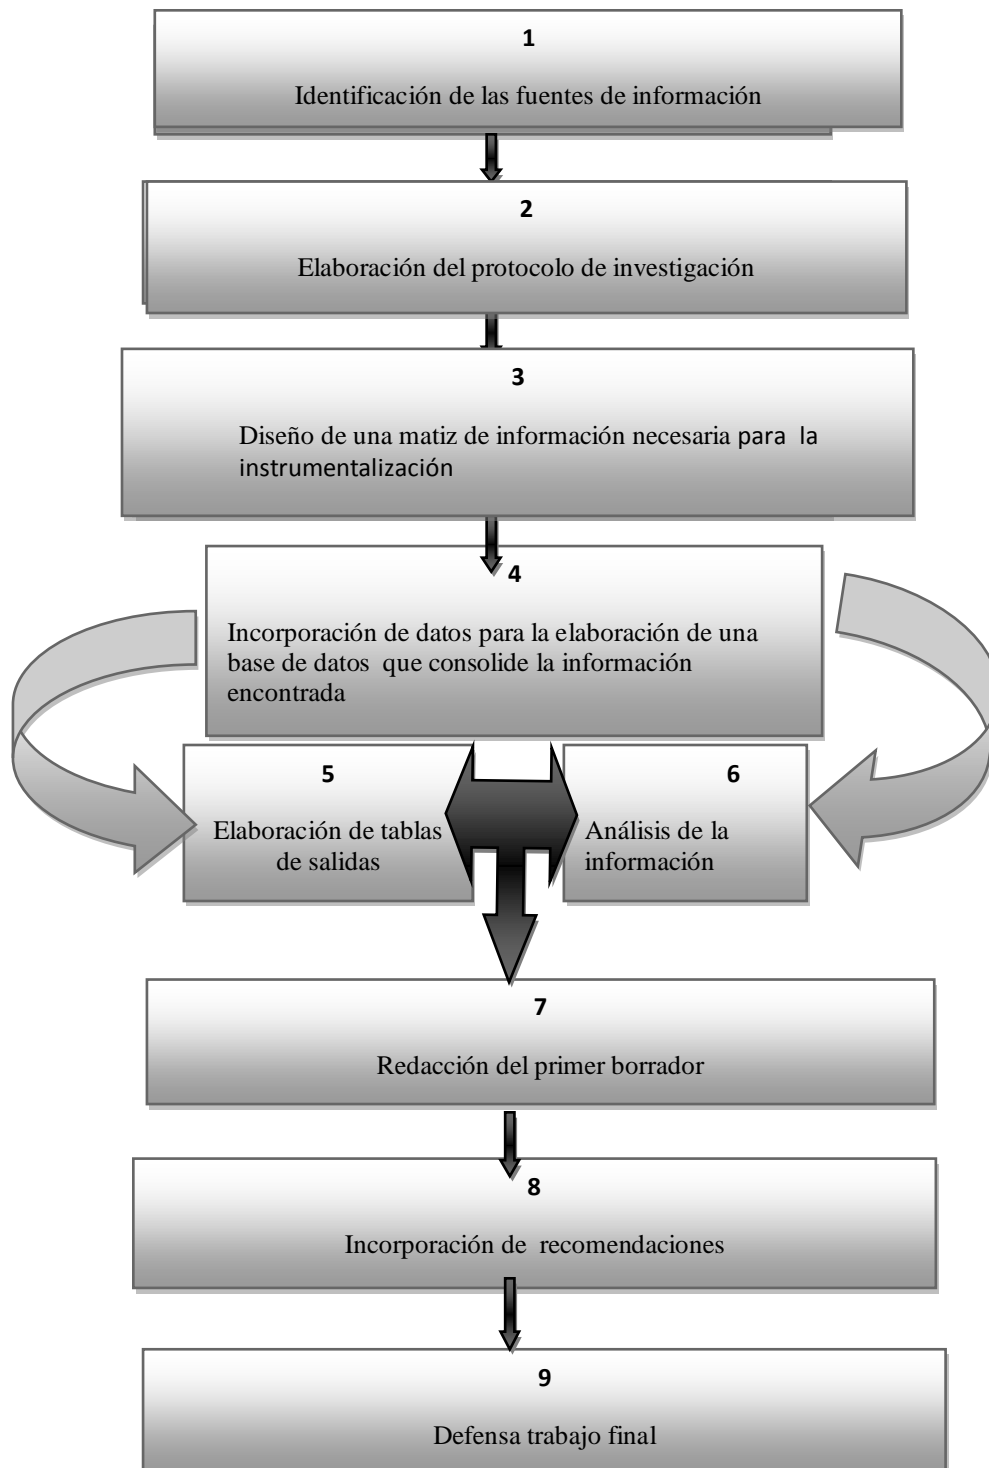 1
Identificación de las fuentes de información
2
Elaboración del protocolo de investigación
3
Diseño de una matiz de información necesaria para  la
instrumentalización
4
Incorporación de datos para la elaboración de una
base de datos  que consolide la información
encontrada
5
Elaboración de tablas
de salidas
6
Análisis de la
información
7
Redacción del primer borrador
8
Incorporación de  recomendaciones
9
Defensa trabajo final